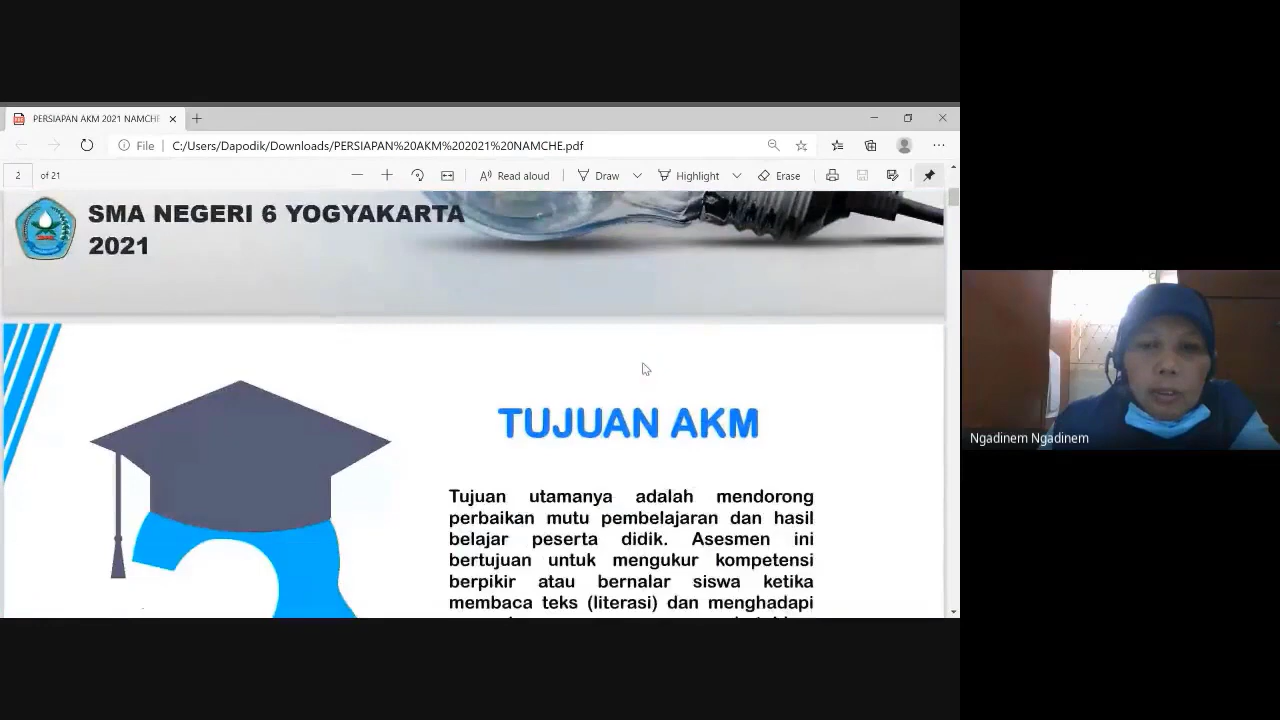 PERSIAPAN AKM 2021 NAMCHE
File
C:/Users/Dapodik/Downloads/PERSIAPAN%20AKM%202021%20NAMCHE.pdf
2 of 21
Read aloud
Draw
Highlight
Erase
SMA NEGERI 6 YOGYAKARTA
2021
TUJUAN AKM
Tujuan utamanya adalah mendorong
perbaikan mutu pembelajaran dan hasil
belajar peserta didik. Asesmen ini
bertujuan untuk mengukur kompetensi
berpikir atau bernalar siswa ketika
membaca teks (literasi) dan menghadapi
Ngadinem Ngadinem